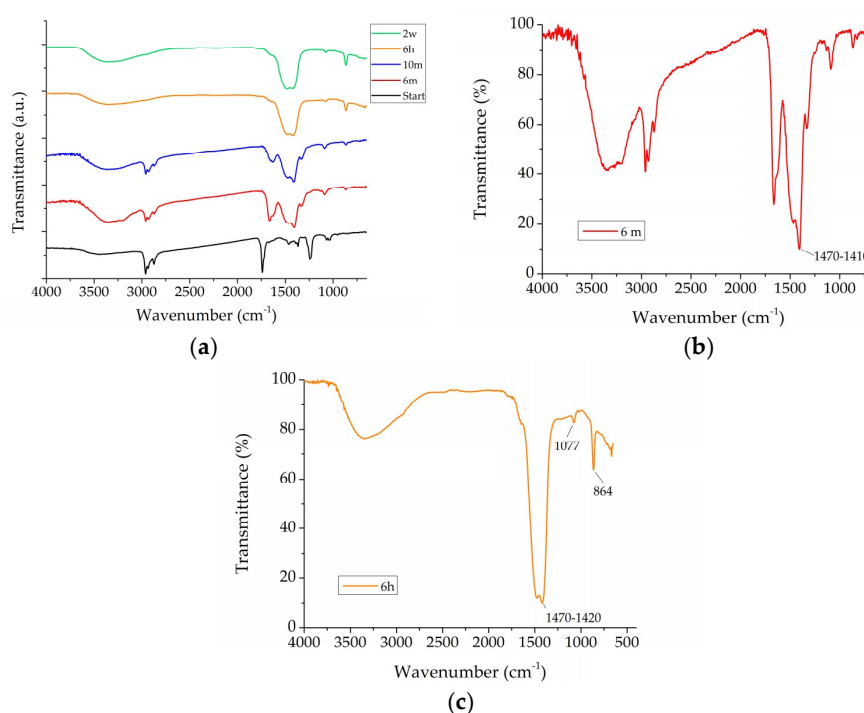 2w
6h
10m
6m
Start
Transmittance (a.u.)
4000 3500 3000 2500 2000 1500 1000
Wavenumber (cm-1)
(a)
100
80
60
40
20
0
Transmittance (%)
6 m
1470-1410
4000 3500 3000 2500 2000 1500 1000
Wavenumber (cm-1)
(b)
100
80
60
40
20
0
Transmittance (%)
1077
864
6h
1470-1420
4000 3500 3000 2500 2000 1500 1000 500
Wavenumber (cm-1)
(c)